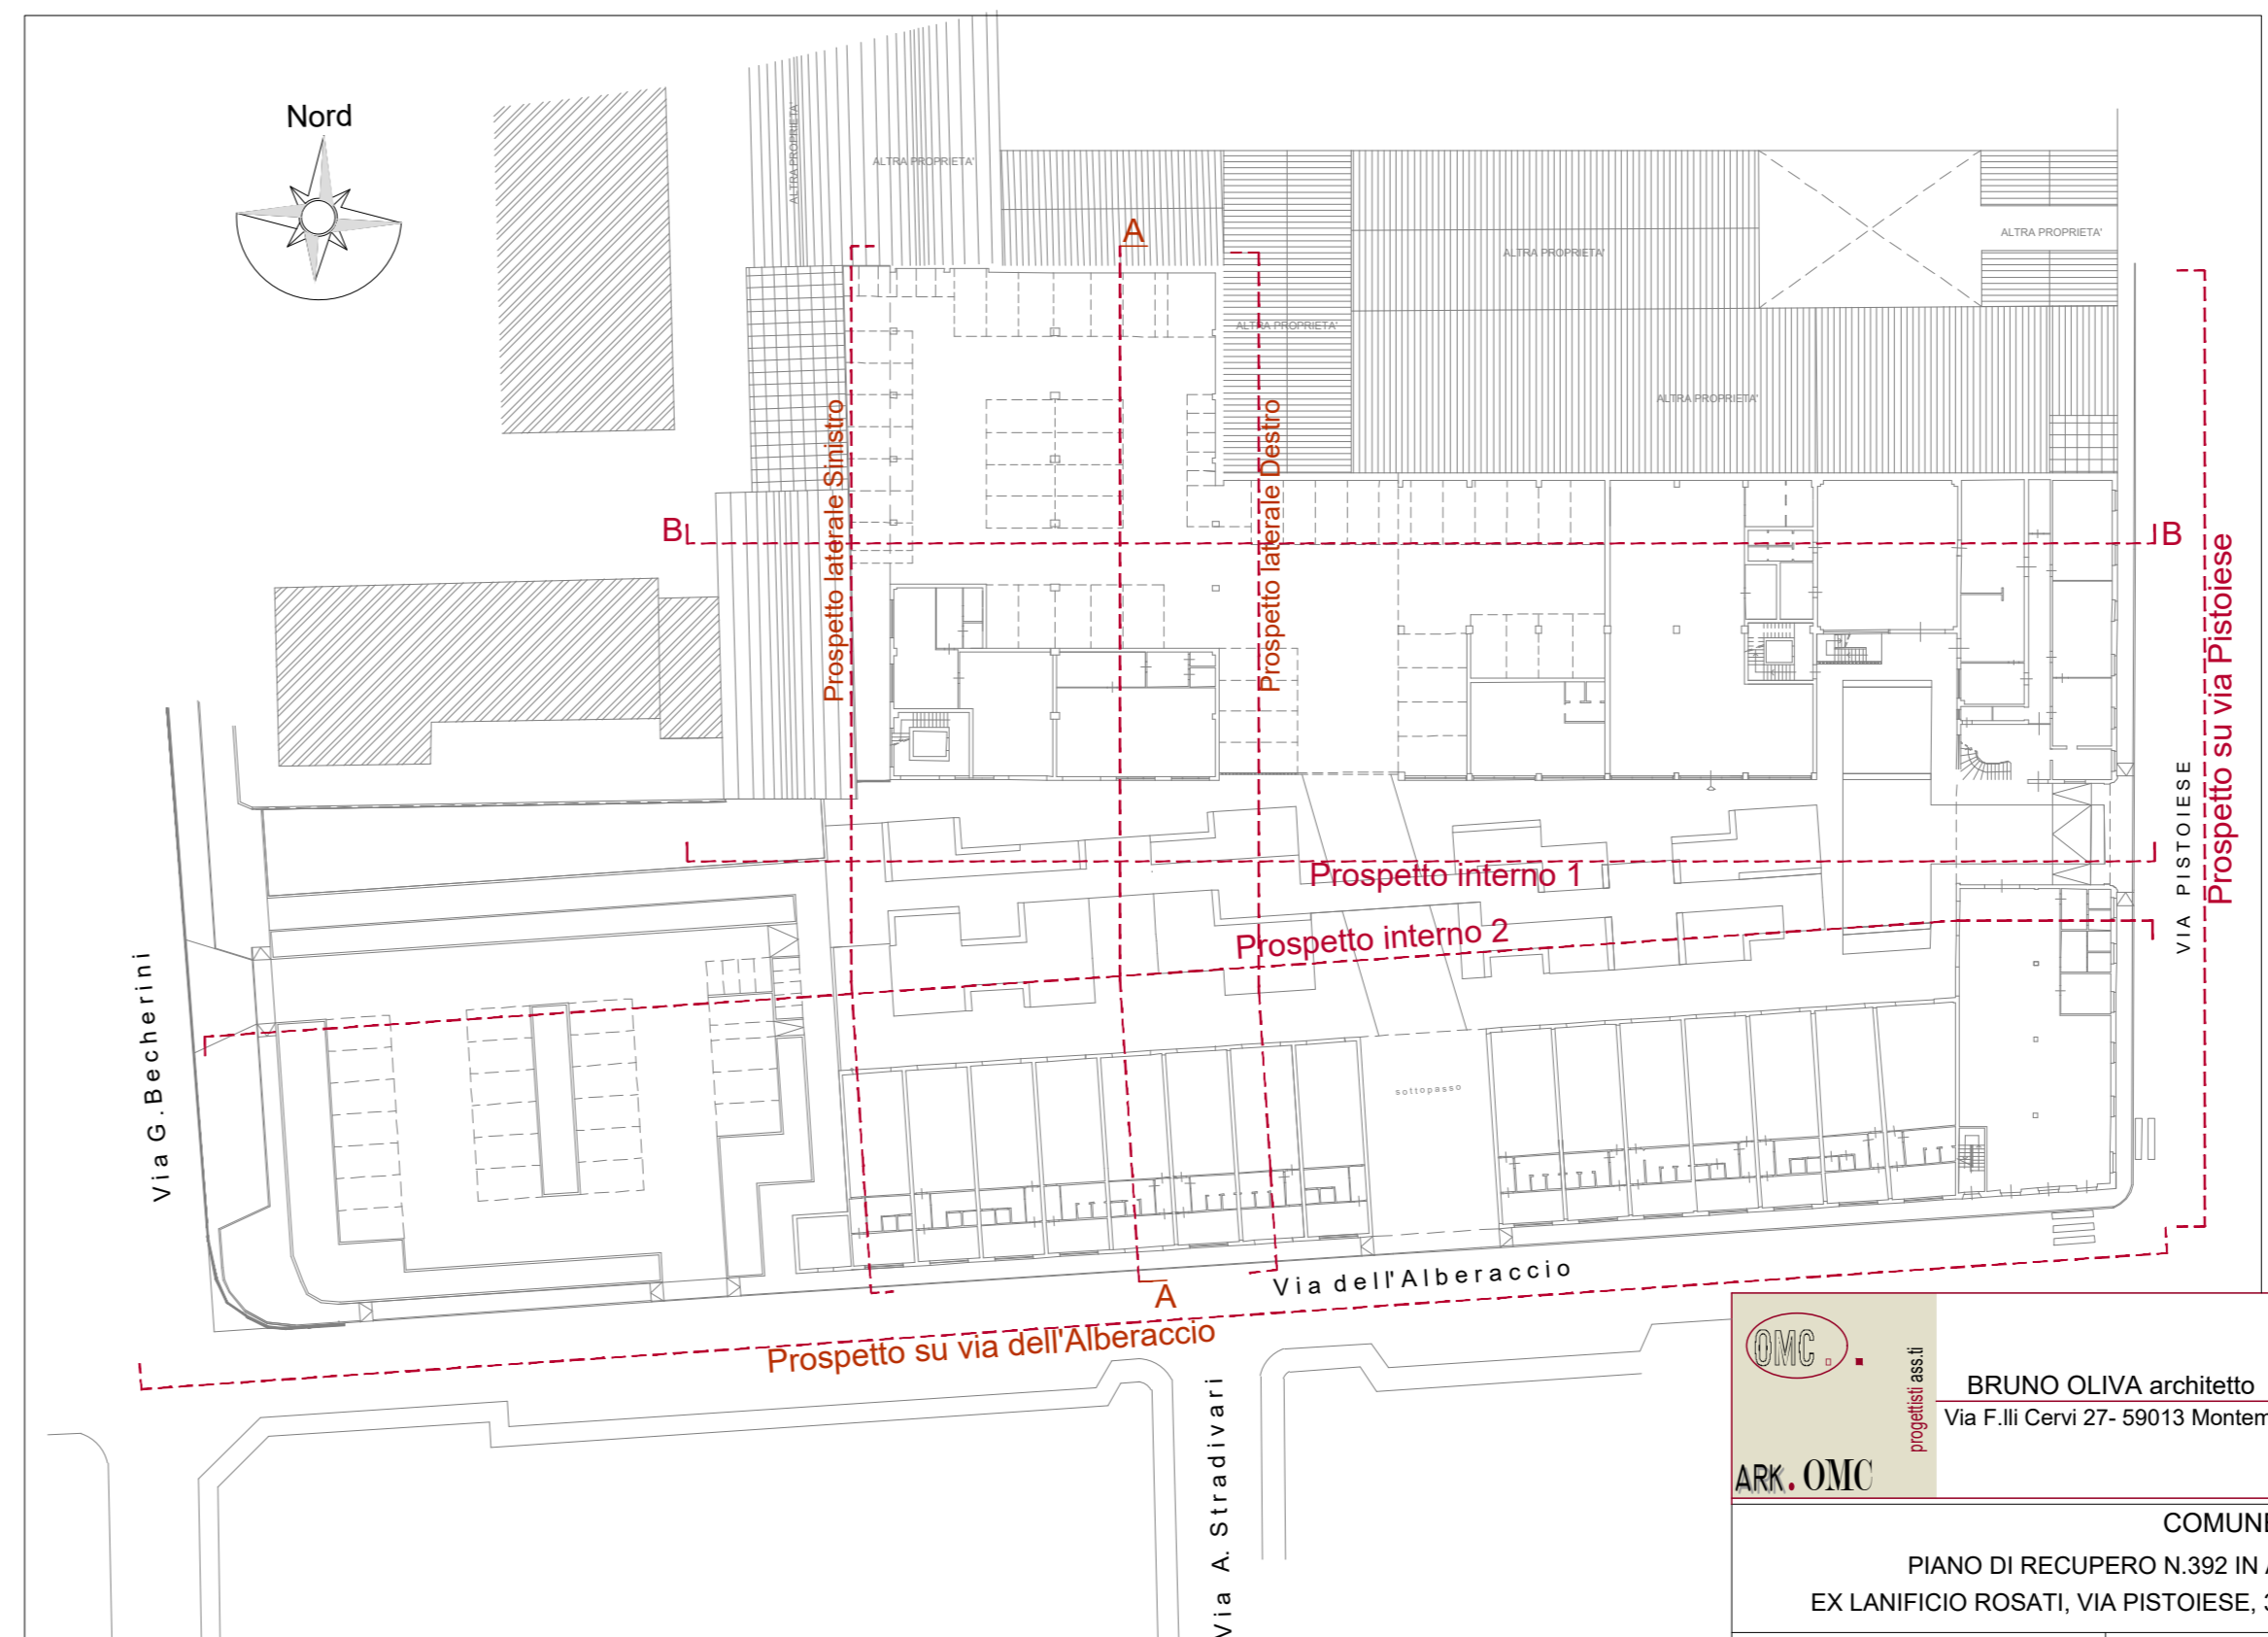 Nord
ALTRA PROPRIETA'
ALTRA PROPRIETA'
ALTRA PROPRIETA'
ALTRA PROPRIETA'
ALTRA PROPRIETA'
ALTRA PROPRIETA'
A
Prospetto laterale Sinistro
Prospetto laterale Destro
B
B
Prospetto su via Pistoiese
VIA PISTOIESE
Prospetto interno 1
Prospetto interno 2
Via G.Becherini
sottopasso
Via dell'Alberaccio
A
Prospetto su via dell'Alberaccio
Via A. Stradivari
OMC
progettisti ass.ti
ARK. OMC
BRUNO OLIVA architetto
Via F.lli Cervi 27- 59013 Montem
COMUNE
PIANO DI RECUPERO N.392 IN A
EX LANIFICIO ROSATI, VIA PISTOIESE, 3